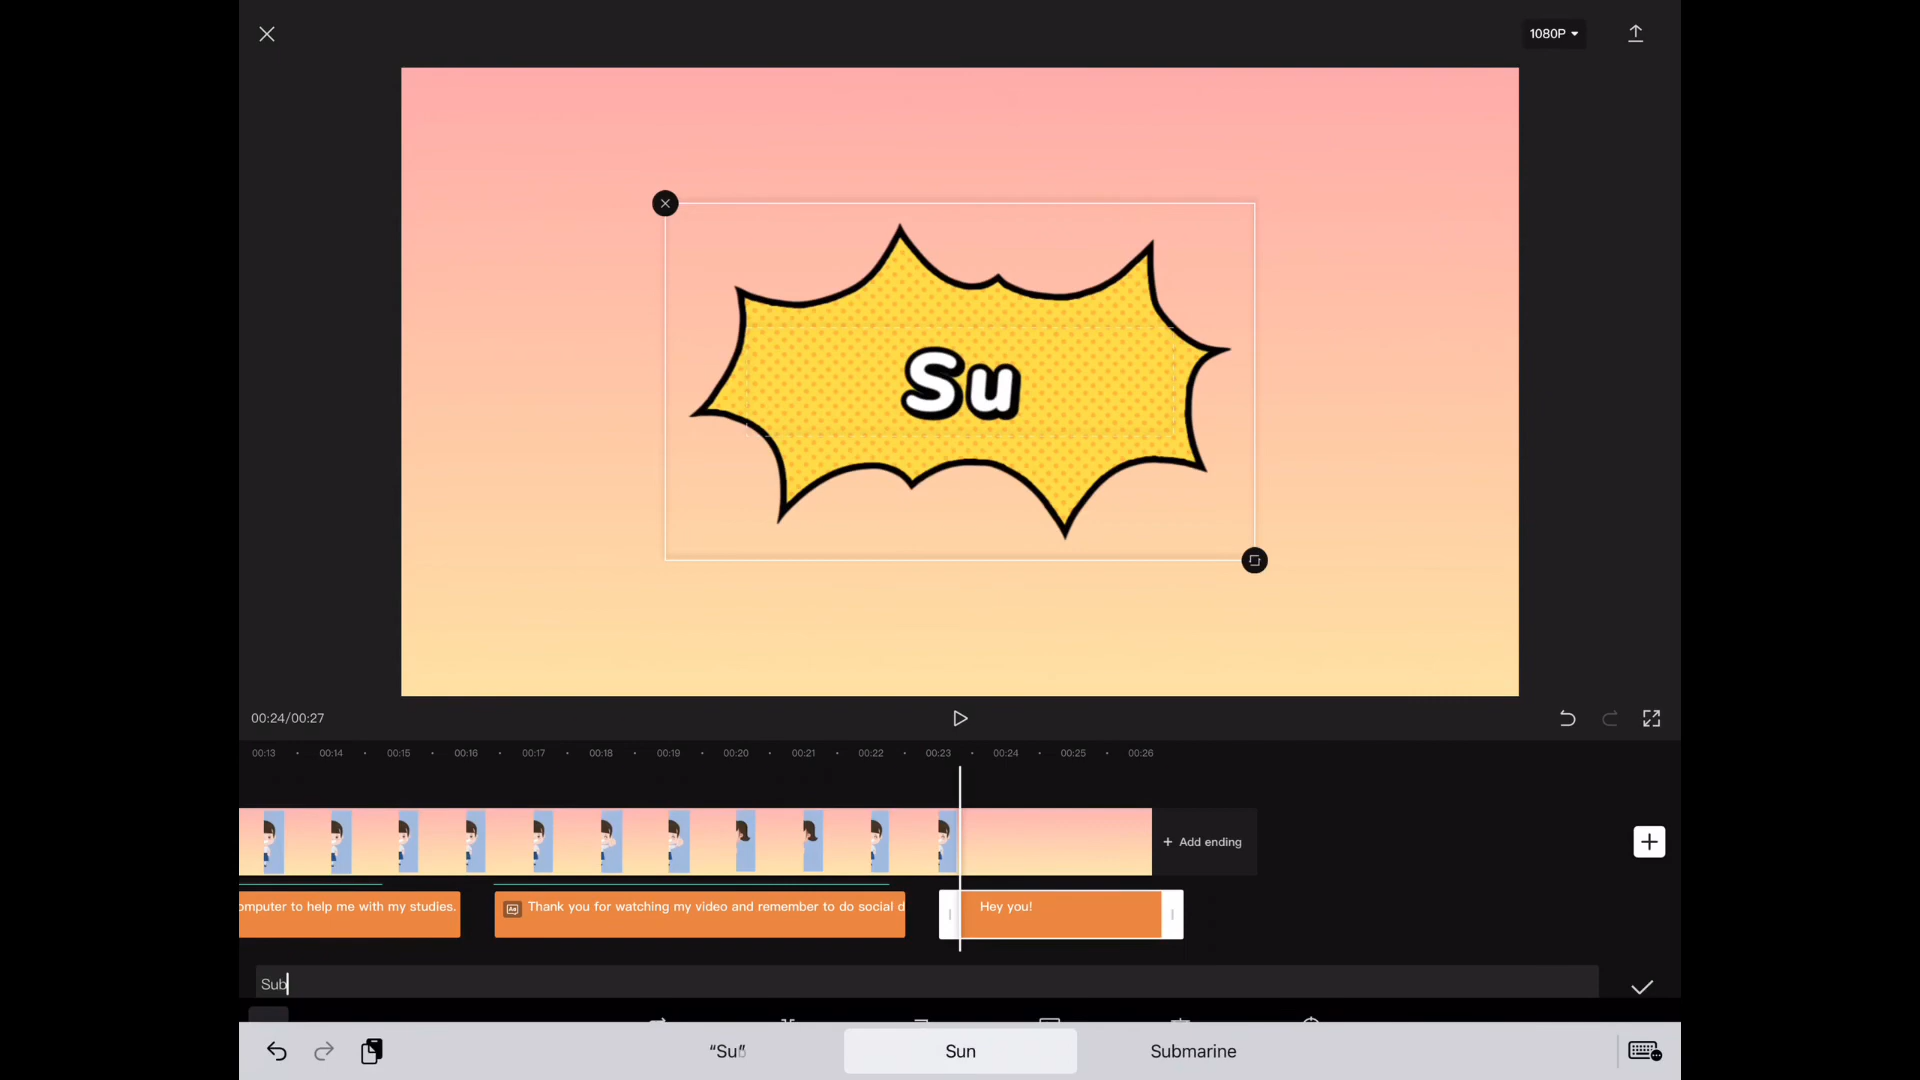 1080P
Su
00:24/00:27
00:13 00:14 00:15 00:16 00:17 00:18 00:19 00:20 00:21 00:22 00:23 00:24 00:25 00:26
+ Add ending
omputer to help me with my studies.
Thank you for watching my video and remember to do social d
Hey you!
Sub
“Su” Sun Submarine